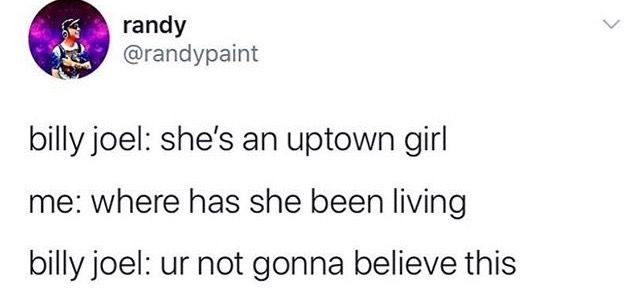 randy
@randypaint
billy joel: she's an uptown girl
me: where has she been living
billy joel: ur not gonna believe this